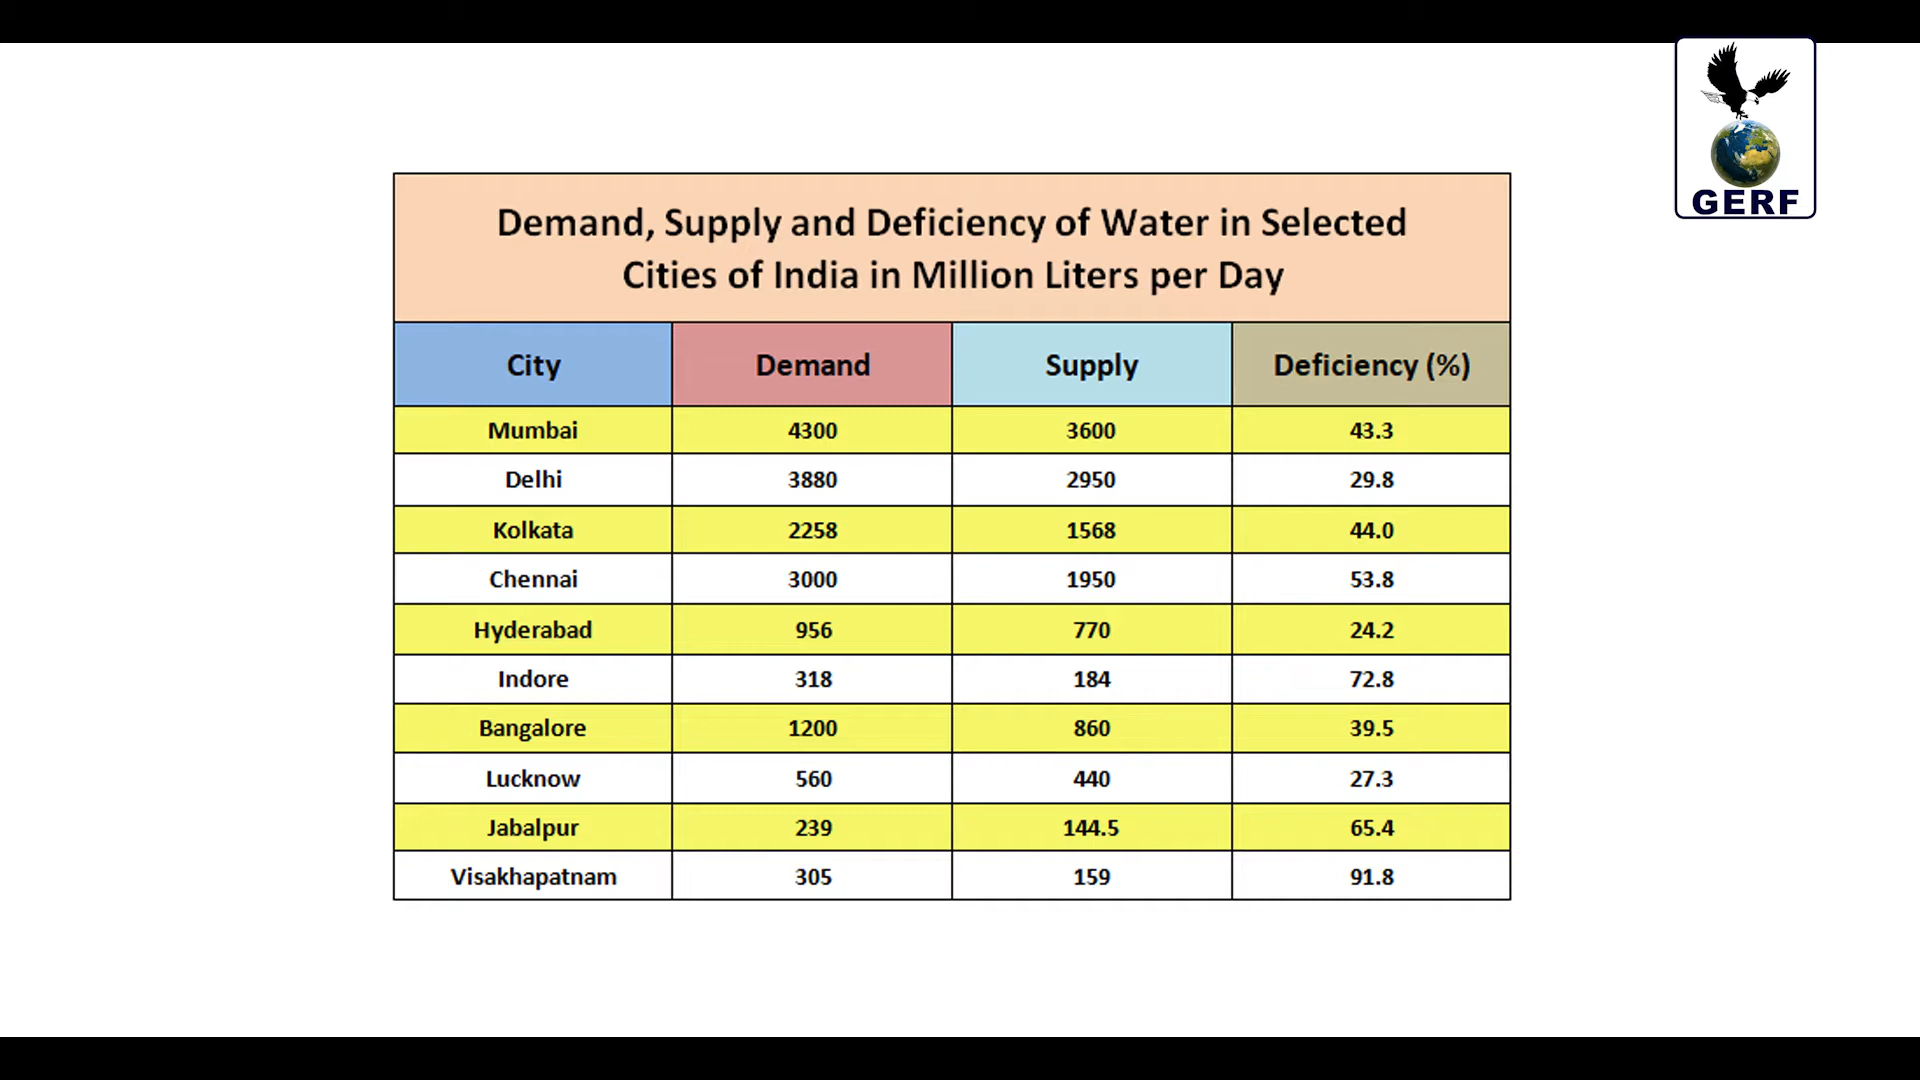 GERF
Demand, Supply and Deficiency of Water in Selected
Cities of India in Million Liters per Day
City Demand Supply Deficiency (%)
Mumbai 4300 3600 43.3
Delhi 3880 2950 29.8
Kolkata 2258 1568 44.0
Chennai 3000 1950 53.8
Hyderabad 956 770 24.2
Indore 318 184 72.8
Bangalore 1200 860 39.5
Lucknow 560 440 27.3
Jabalpur 239 144.5 65.4
Visakhapatnam 305 159 91.8